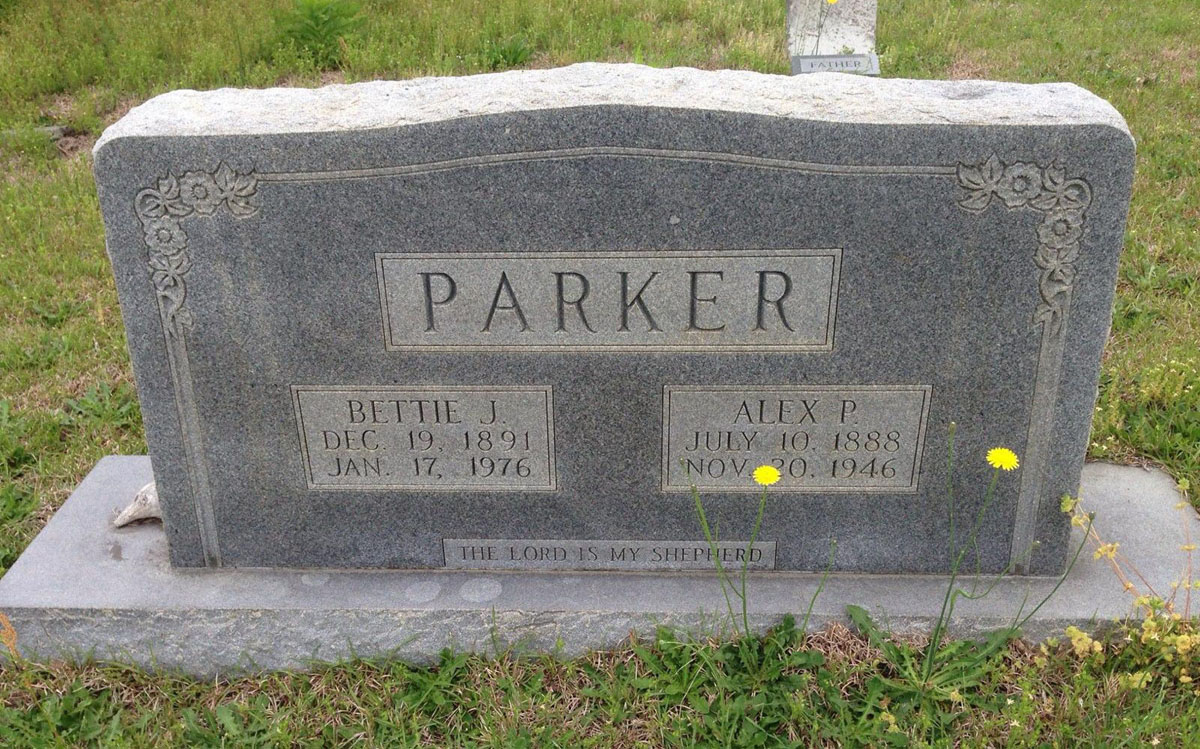 FATHER
PARKER
BETTIE J.
DEC. 19, 1891
JAN. 17, 1976
ALEX P.
JULY 10, 1888
NOV. 20, 1946
THE LORD IS MY SHEPHERD